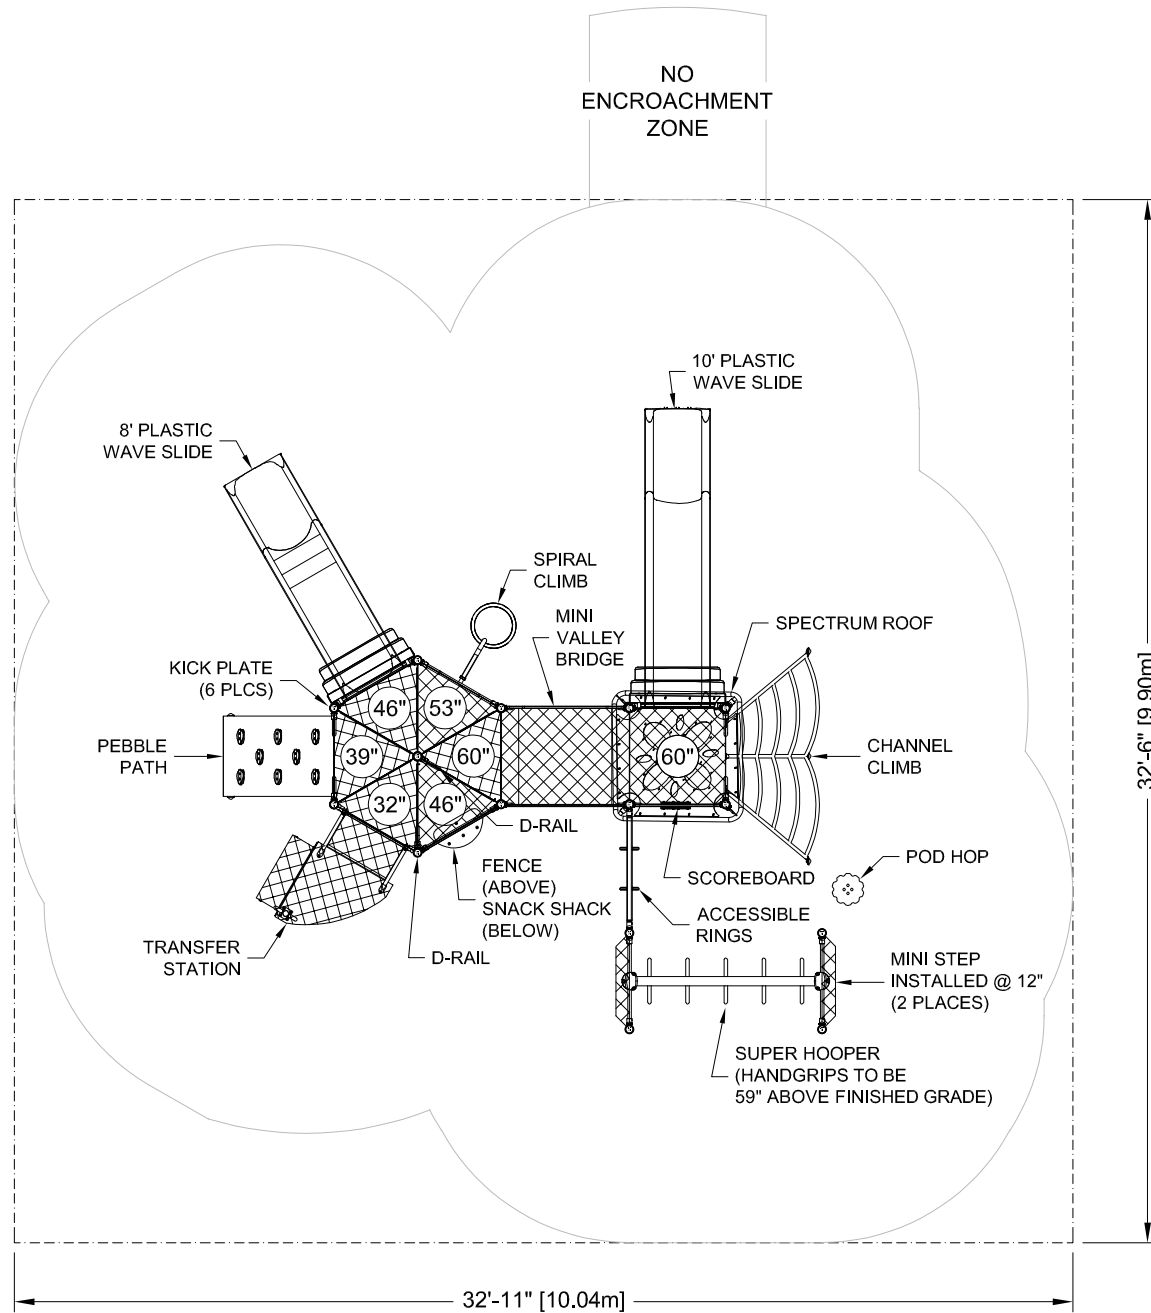 NO
ENCROACHMENT
ZONE
10' PLASTIC
WAVE SLIDE
8' PLASTIC
WAVE SLIDE
SPIRAL
CLIMB
MINI
VALLEY
BRIDGE
SPECTRUM ROOF
KICK PLATE
(6 PLCS)
46"
53"
PEBBLE
PATH
39"
60"
60"
CHANNEL
CLIMB
32'-6" [9.90m]
32"
46"
D-RAIL
FENCE
(ABOVE)
SNACK SHACK
(BELOW)
SCOREBOARD
POD HOP
ACCESSIBLE
RINGS
TRANSFER
STATION
D-RAIL
MINI STEP
INSTALLED @ 12"
(2 PLACES)
SUPER HOOPER
(HANDGRIPS TO BE
59" ABOVE FINISHED GRADE)
32'-11" [10.04m]